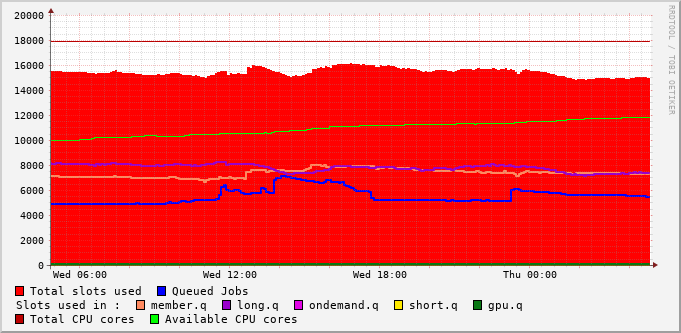 20000
18000
16000
14000
12000
10000
8000
6000
4000
2000
0
Wed 06:00 Wed 12:00 Wed 18:00 Thu 00:00
RRDTOOL / TOBI OETIKER
Total slots used Queued Jobs
Slots used in : member.q long.q ondemand.q short.q gpu.q
Total CPU cores Available CPU cores